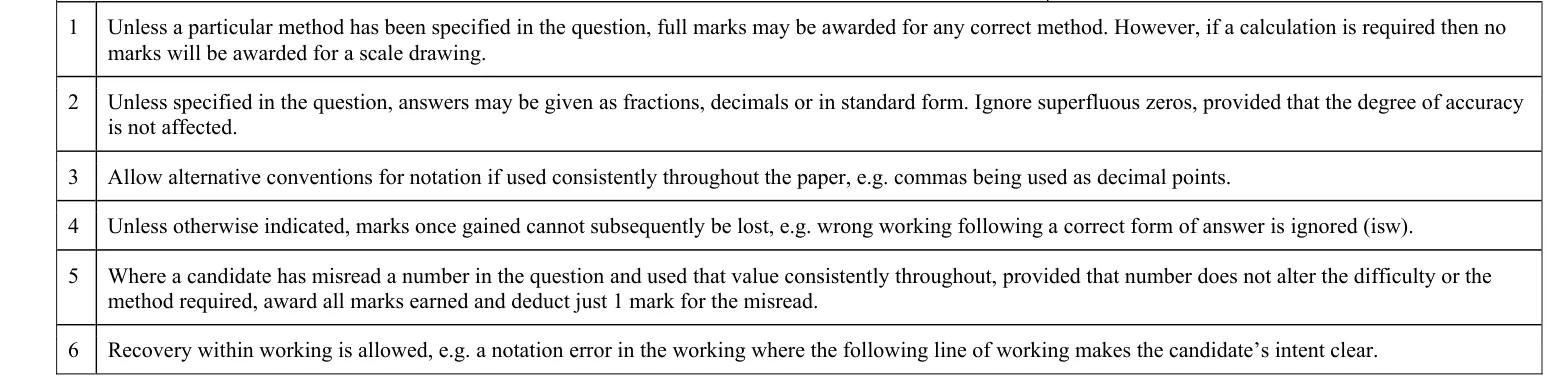 1 Unless a particular method has been specified in the question, full marks may be awarded for any correct method. However, if a calculation is required then no
marks will be awarded for a scale drawing.
2 Unless specified in the question, answers may be given as fractions, decimals or in standard form. Ignore superfluous zeros, provided that the degree of accuracy
is not affected.
3 Allow alternative conventions for notation if used consistently throughout the paper, e.g. commas being used as decimal points.
4 Unless otherwise indicated, marks once gained cannot subsequently be lost, e.g. wrong working following a correct form of answer is ignored (isw).
5 Where a candidate has misread a number in the question and used that value consistently throughout, provided that number does not alter the difficulty or the
method required, award all marks earned and deduct just 1 mark for the misread.
6 Recovery within working is allowed, e.g. a notation error in the working where the following line of working makes the candidate’s intent clear.